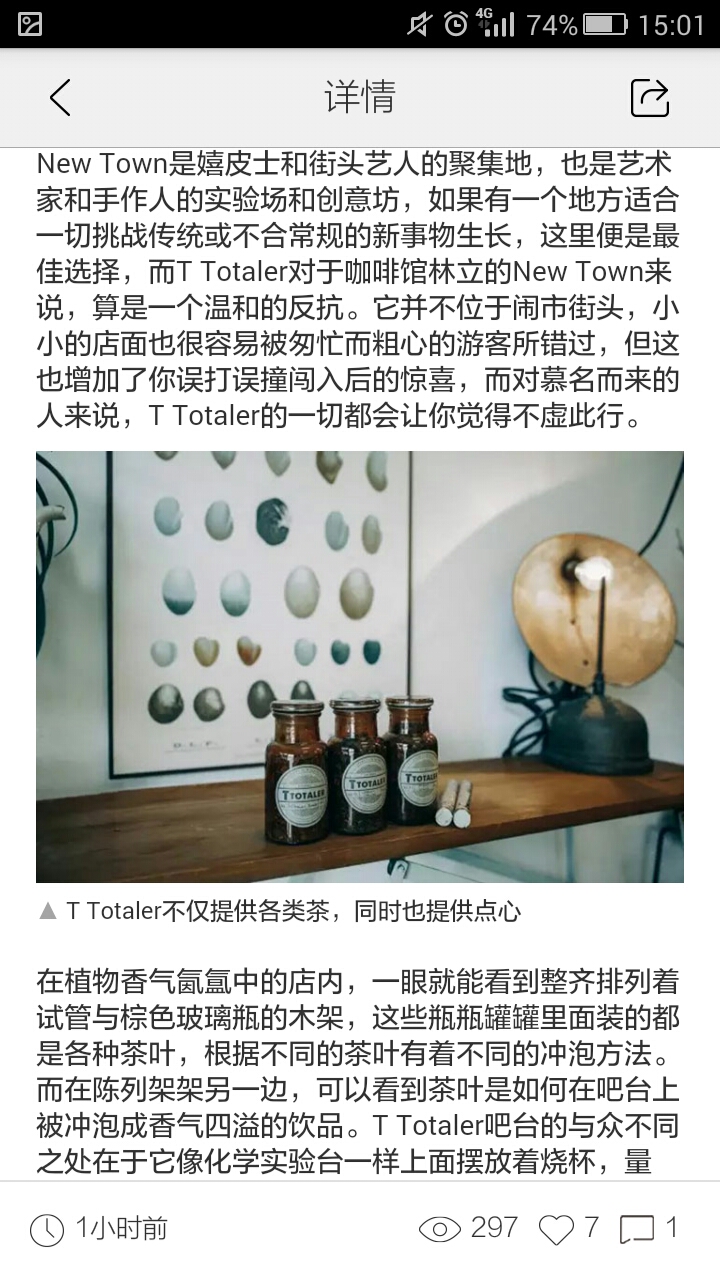 4G 74% 15:01
详情
New Town是嬉皮士和街头艺人的聚集地，也是艺术
家和手作人的实验场和创意坊，如果有一个地方适合
一切挑战传统或不合常规的新事物生长，这里便是最
佳选择，而T Totaler对于咖啡馆林立的New Town来
说，算是一个温和的反抗。它并不位于闹市街头，小
小的店面也很容易被匆忙而粗心的游客所错过，但这
也增加了你误打误撞闯入后的惊喜，而对慕名而来的
人来说，T Totaler的一切都会让你觉得不虚此行。
T TOTALER
T TOTALER
T TOTALER
▲ T Totaler不仅提供各类茶，同时也提供点心
在植物香气氤氲中的店内，一眼就能看到整齐排列着
试管与棕色玻璃瓶的木架，这些瓶瓶罐罐里面装的都
是各种茶叶，根据不同的茶叶有着不同的冲泡方法。
而在陈列架架另一边，可以看到茶叶是如何在吧台上
被冲泡成香气四溢的饮品。T Totaler吧台的与众不同
之处在于它像化学实验台一样上面摆放着烧杯，量
1小时前 297 7 1